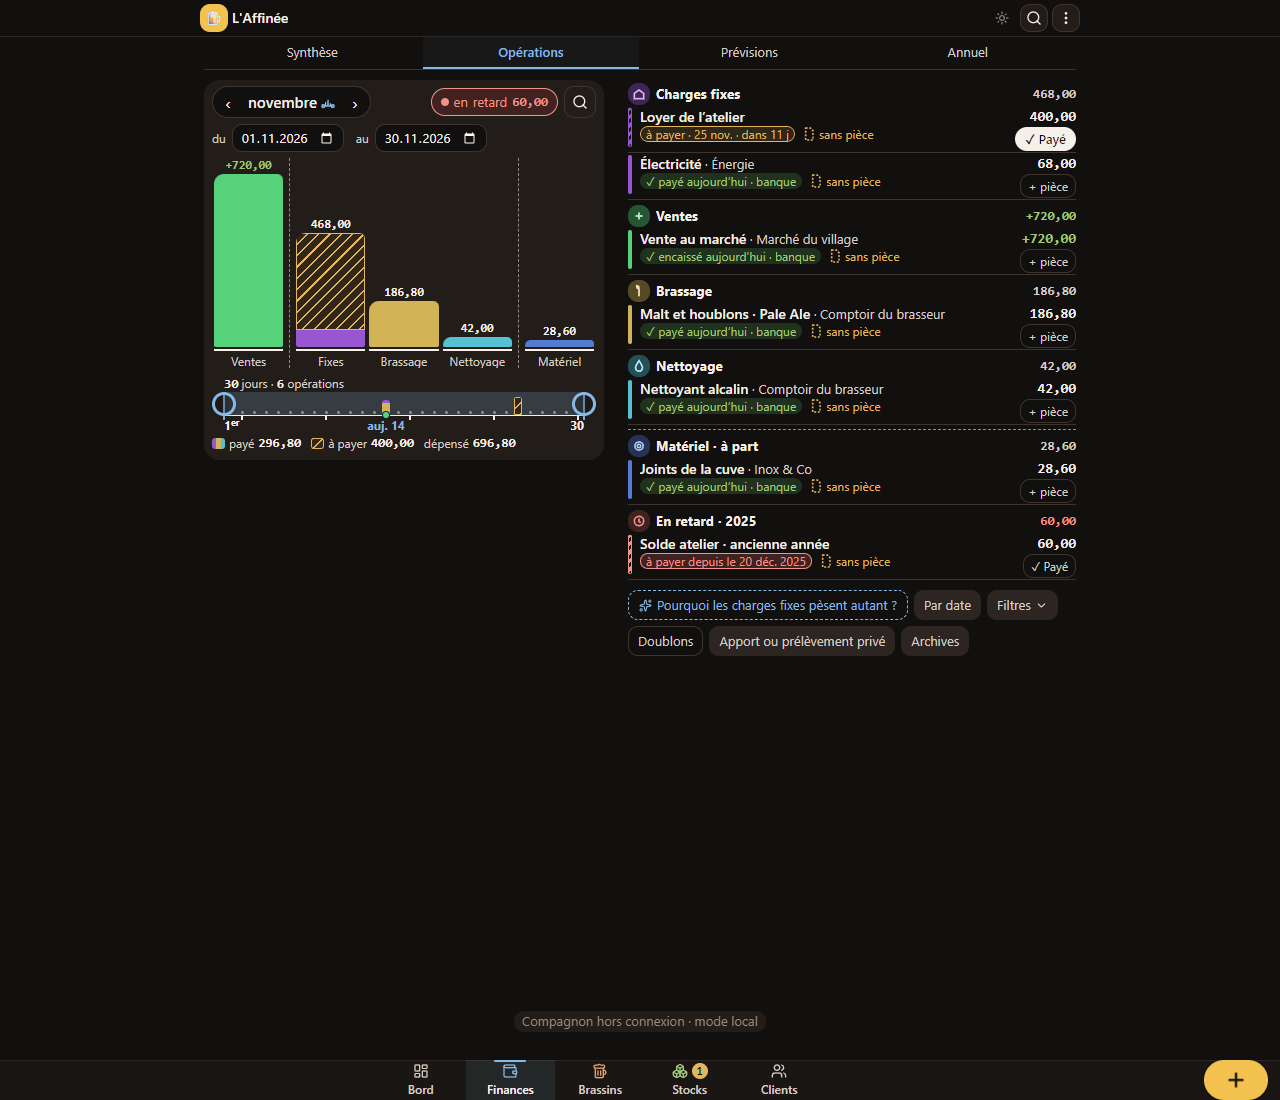 L'Affinée
Synthèse
Opérations
Prévisions
Annuel
‹ novembre ›
en retard 60,00
du 01.11.2026 au 30.11.2026
+720,00
468,00
186,80
42,00
28,60
Ventes
Fixes
Brassage
Nettoyage
Matériel
30 jours · 6 opérations
1er
auj. 14
30
payé 296,80 à payer 400,00 dépensé 696,80
Charges fixes 468,00
Loyer de l'atelier 400,00
à payer · 25 nov. · dans 11 j sans pièce ✓ Payé
Électricité · Énergie 68,00
✓ payé aujourd'hui · banque sans pièce + pièce
Ventes +720,00
Vente au marché · Marché du village +720,00
✓ encaissé aujourd'hui · banque sans pièce + pièce
Brassage 186,80
Malt et houblons · Pale Ale · Comptoir du brasseur 186,80
✓ payé aujourd'hui · banque sans pièce + pièce
Nettoyage 42,00
Nettoyant alcalin · Comptoir du brasseur 42,00
✓ payé aujourd'hui · banque sans pièce + pièce
Matériel · à part 28,60
Joints de la cuve · Inox & Co 28,60
✓ payé aujourd'hui · banque sans pièce + pièce
En retard · 2025 60,00
Solde atelier · ancienne année 60,00
à payer depuis le 20 déc. 2025 sans pièce ✓ Payé
Pourquoi les charges fixes pèsent autant ? Par date Filtres
Doublons Apport ou prélèvement privé Archives
Compagnon hors connexion · mode local
Bord
Finances
Brassins
Stocks 1
Clients
+